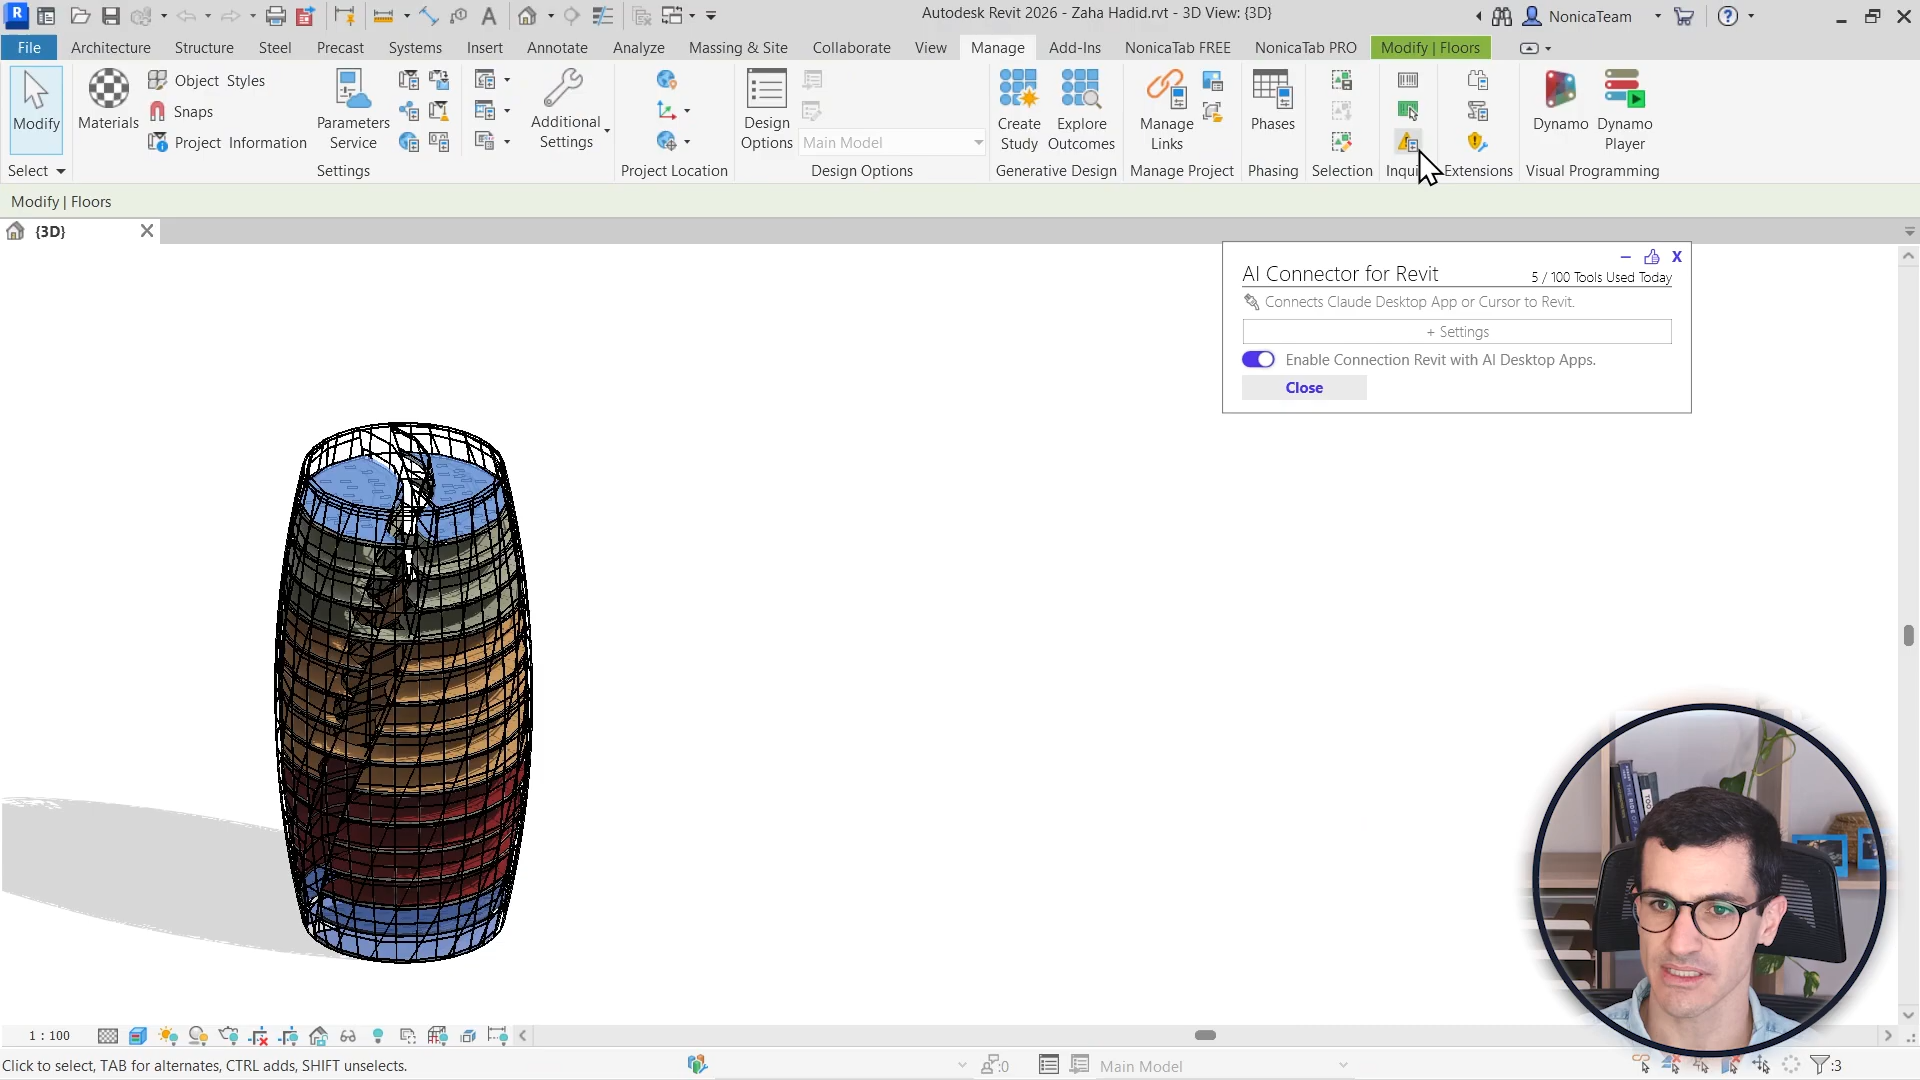 Autodesk Revit 2026 - Zaha Hadid.rvt - 3D View: {3D}
NonicaTeam
File
Architecture
Structure
Steel
Precast
Systems
Insert
Annotate
Analyze
Massing & Site
Collaborate
View
Manage
Add-Ins
NonicaTab FREE
NonicaTab PRO
Modify | Floors
Modify
Materials
Object Styles
Snaps
Project Information
Parameters
Service
Additional
Settings
Design
Options
Main Model
Create
Study
Explore
Outcomes
Manage
Links
Phases
Dynamo
Dynamo
Player
Select
Settings
Project Location
Design Options
Generative Design
Manage Project
Phasing
Selection
Inqui
Extensions
Visual Programming
Modify | Floors
{3D}
AI Connector for Revit
5 / 100 Tools Used Today
Connects Claude Desktop App or Cursor to Revit.
+ Settings
Enable Connection Revit with AI Desktop Apps.
Close
1 : 100
Click to select, TAB for alternates, CTRL adds, SHIFT unselects.
:0
Main Model
:3